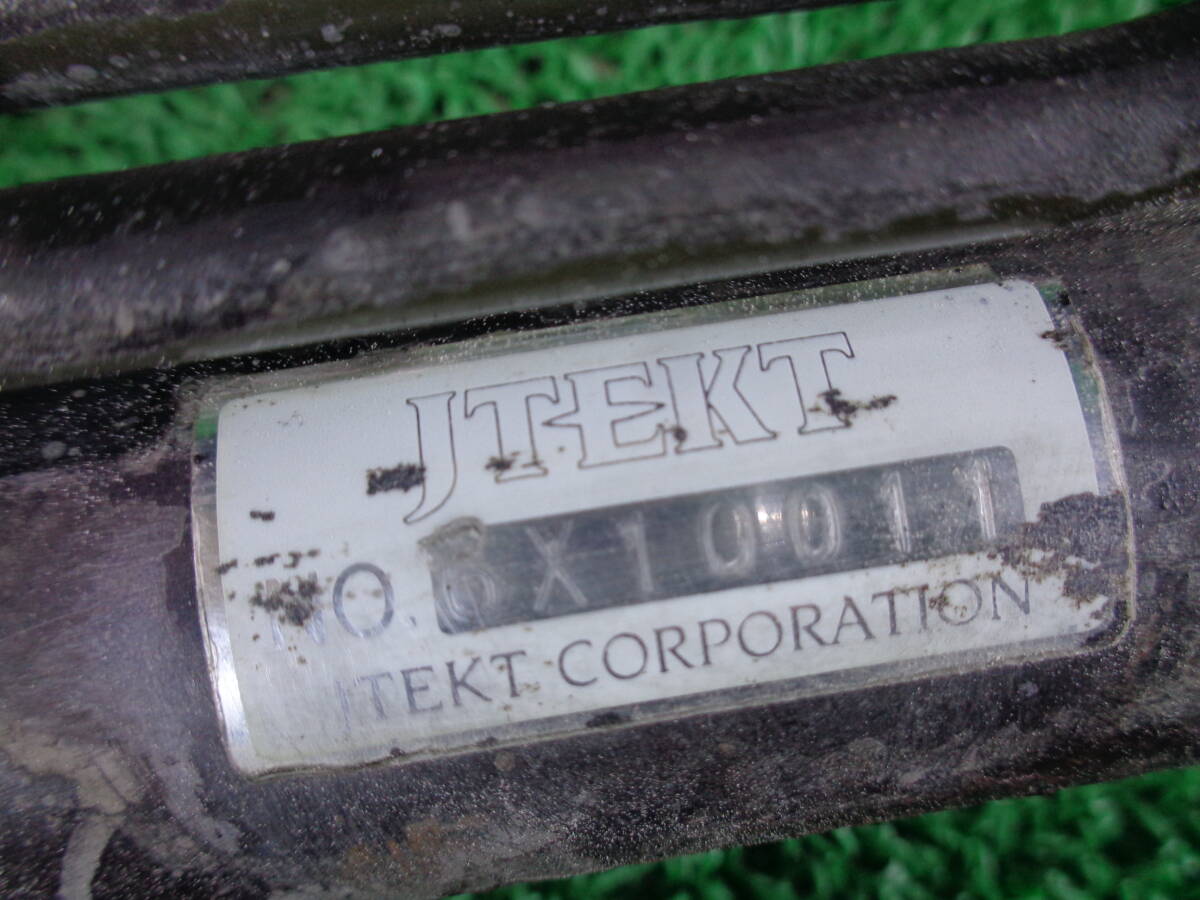 JTEKT
NO. 6X10011
JTEKT CORPORATION